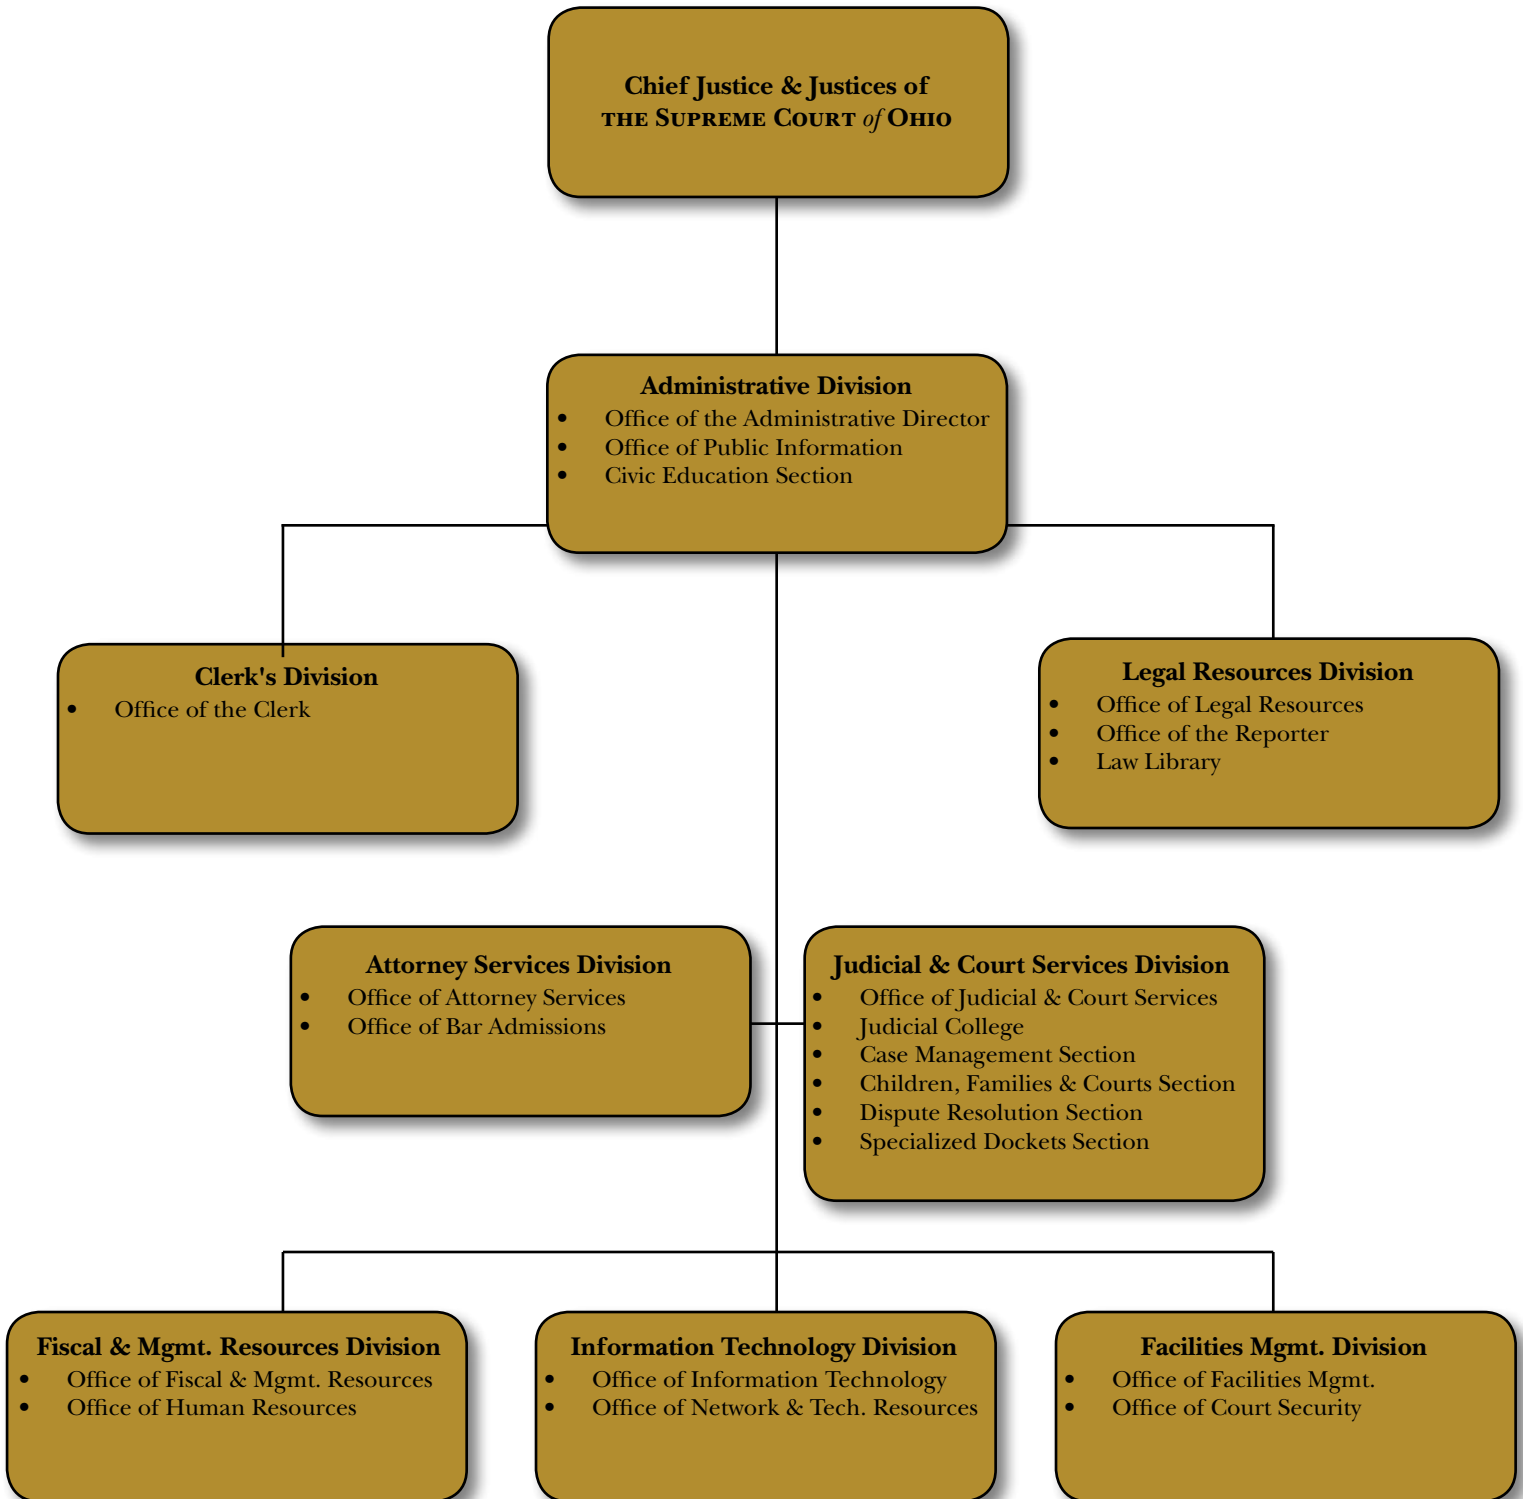 Chief Justice & Justices of
THE SUPREME COURT of OHIO
Administrative Division
• Office of the Administrative Director
• Office of Public Information
• Civic Education Section
Clerk's Division
• Office of the Clerk
Legal Resources Division
• Office of Legal Resources
• Office of the Reporter
• Law Library
Attorney Services Division
• Office of Attorney Services
• Office of Bar Admissions
Judicial & Court Services Division
• Office of Judicial & Court Services
• Judicial College
• Case Management Section
• Children, Families & Courts Section
• Dispute Resolution Section
• Specialized Dockets Section
Fiscal & Mgmt. Resources Division
• Office of Fiscal & Mgmt. Resources
• Office of Human Resources
Information Technology Division
• Office of Information Technology
• Office of Network & Tech. Resources
Facilities Mgmt. Division
• Office of Facilities Mgmt.
• Office of Court Security